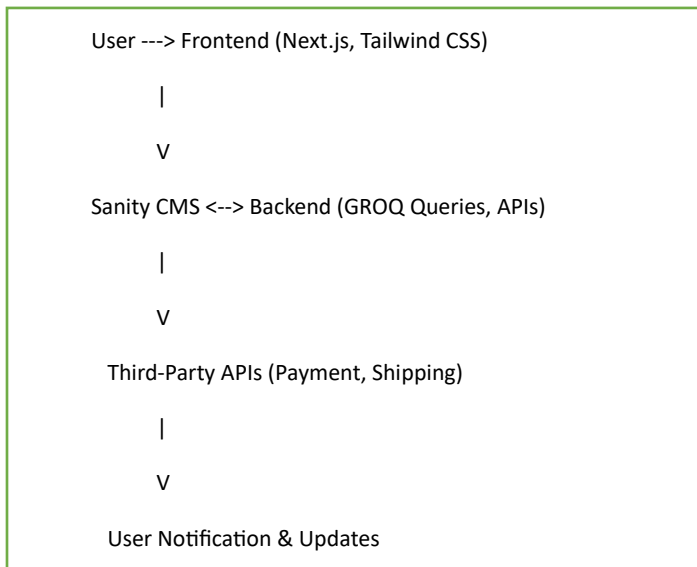 User ---> Frontend (Next.js, Tailwind CSS)
|
V
Sanity CMS <--> Backend (GROQ Queries, APIs)
|
V
Third-Party APIs (Payment, Shipping)
|
V
User Notification & Updates